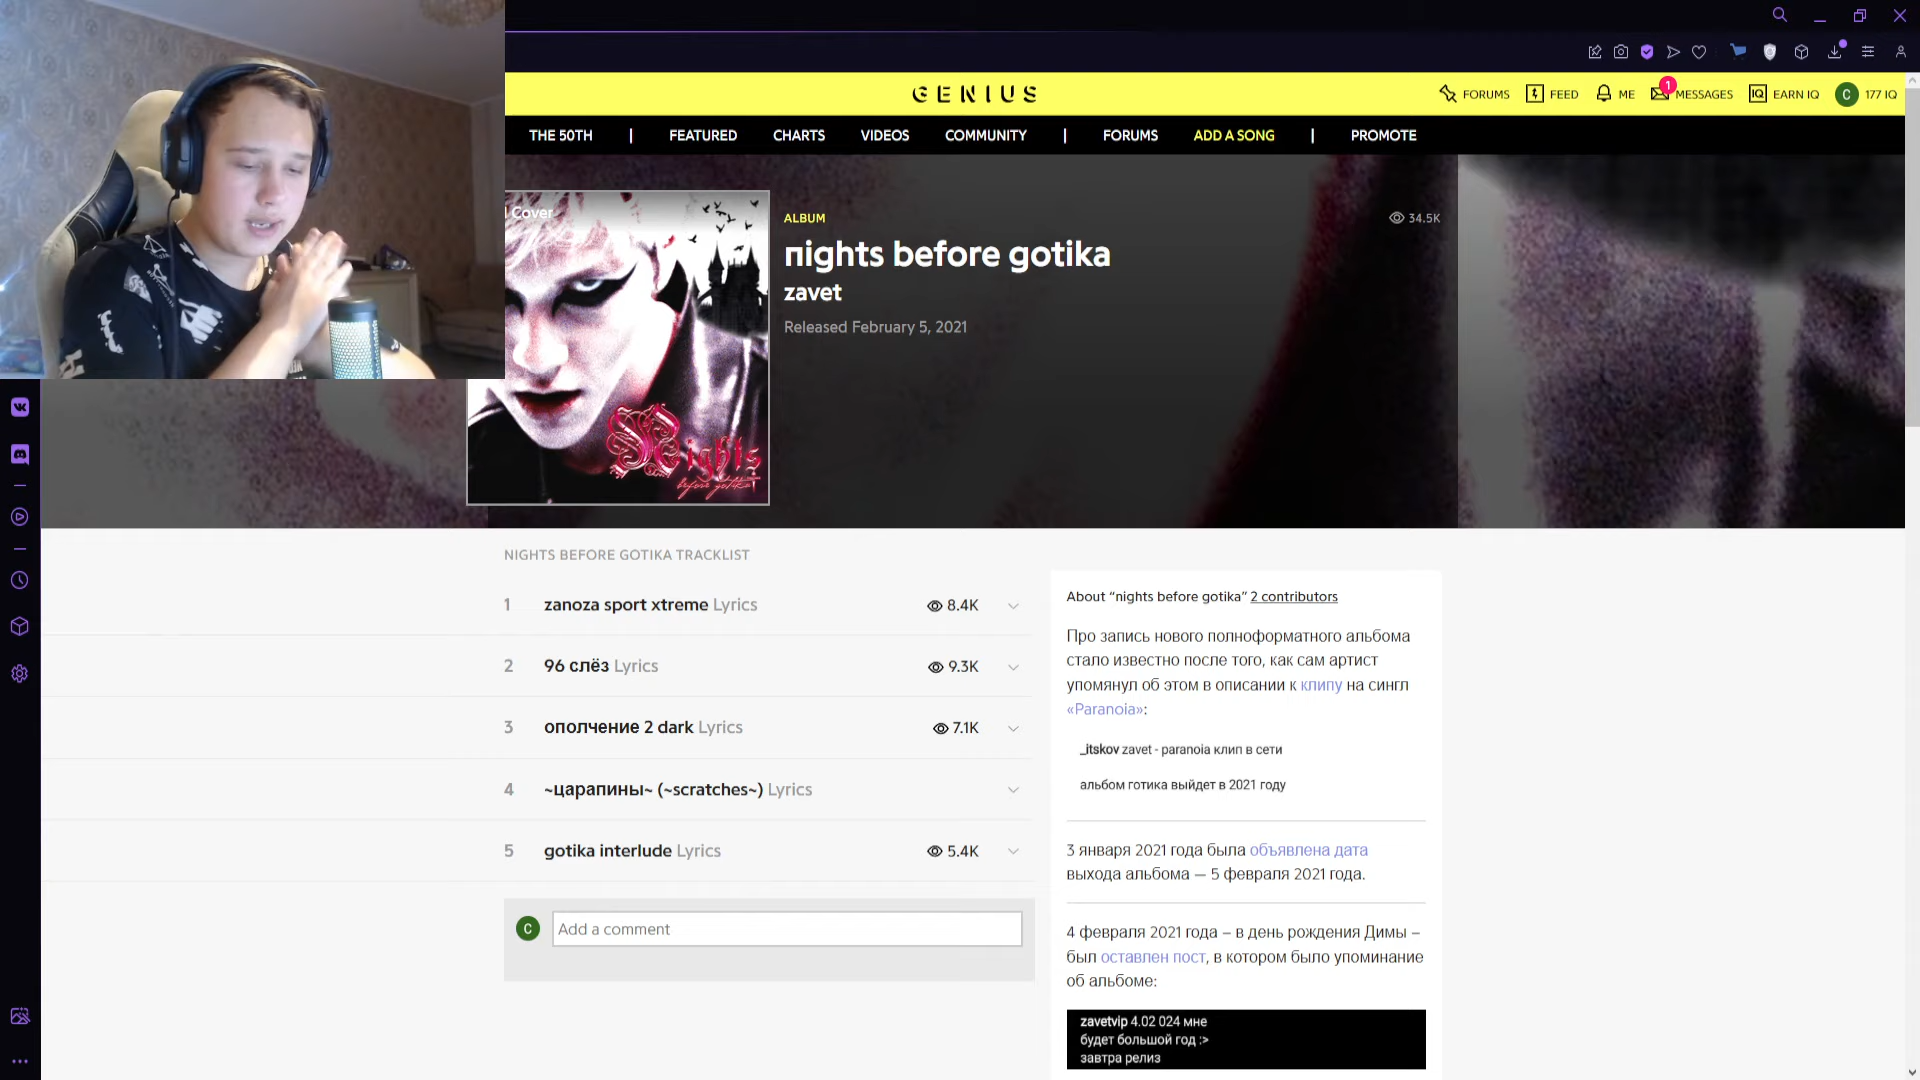 GENIUS
FORUMS
FEED
ME
1
MESSAGES
IQ
EARN IQ
C
177 IQ
THE 50TH | FEATURED CHARTS VIDEOS COMMUNITY | FORUMS ADD A SONG | PROMOTE
l Cover
Nights
before gotika
ALBUM
34.5K
nights before gotika
zavet
Released February 5, 2021
NIGHTS BEFORE GOTIKA TRACKLIST
1 zanoza sport xtreme Lyrics 8.4K
2 96 слёз Lyrics 9.3K
3 ополчение 2 dark Lyrics 7.1K
4 ~царапины~ (~scratches~) Lyrics
5 gotika interlude Lyrics 5.4K
C
Add a comment
About “nights before gotika” 2 contributors
Про запись нового полноформатного альбома
стало известно после того, как сам артист
упомянул об этом в описании к клипу на сингл
«Paranoia»:
_itskov zavet - paranoia клип в сети
альбом готика выйдет в 2021 году
3 января 2021 года была объявлена дата
выхода альбома — 5 февраля 2021 года.
4 февраля 2021 года – в день рождения Димы –
был оставлен пост, в котором было упоминание
об альбоме:
zavetvip 4.02 024 мне
будет большой год :>
завтра релиз